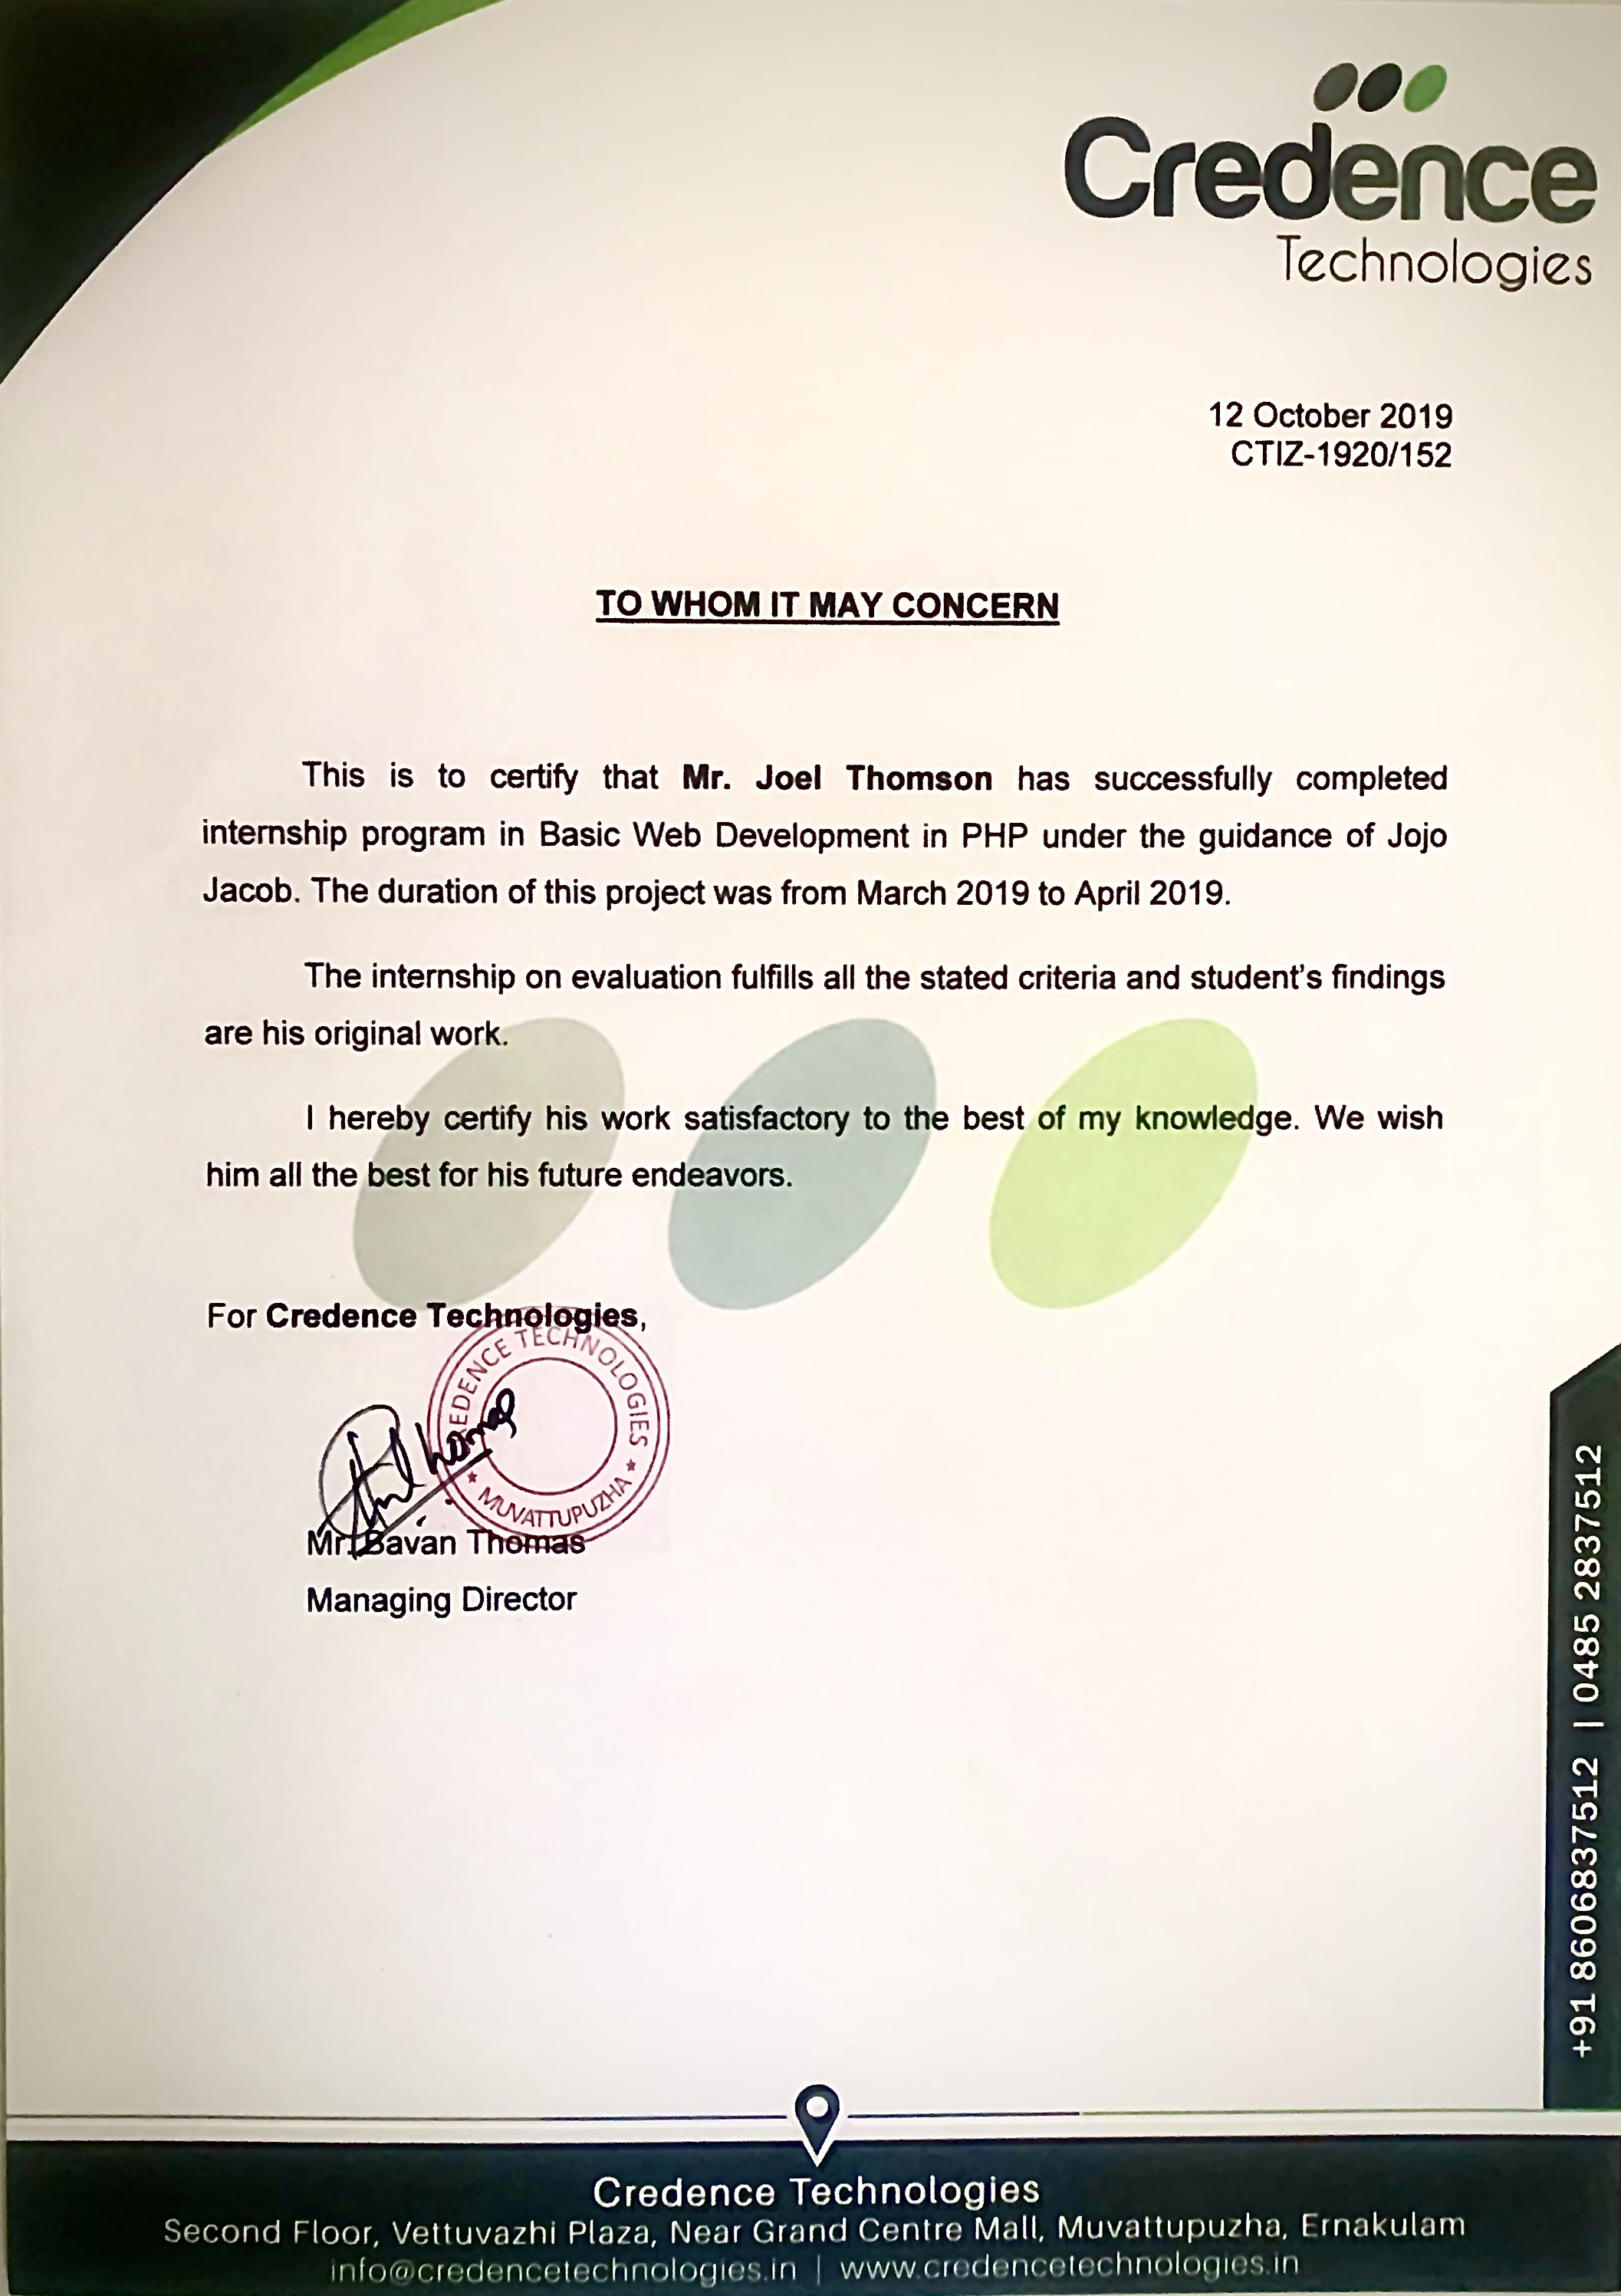 Credence
Technologies
12 October 2019
CTIZ-1920/152
TO WHOM IT MAY CONCERN
This is to certify that Mr. Joel Thomson has successfully completed
internship program in Basic Web Development in PHP under the guidance of Jojo
Jacob. The duration of this project was from March 2019 to April 2019.
The internship on evaluation fulfills all the stated criteria and student's findings
are his original work.
I hereby certify his work satisfactory to the best of my knowledge. We wish
him all the best for his future endeavors.
For Credence Technologies,
EDENCE TECHNOLOGIES
★ MUVATTUPUZHA ★
Mr. Bavan Thomas
Managing Director
+91 8606837512 | 0485 2837512
Credence Technologies
Second Floor, Vettuvazhi Plaza, Near Grand Centre Mall, Muvattupuzha, Ernakulam
info@credencetechnologies.in | www.credencetechnologies.in